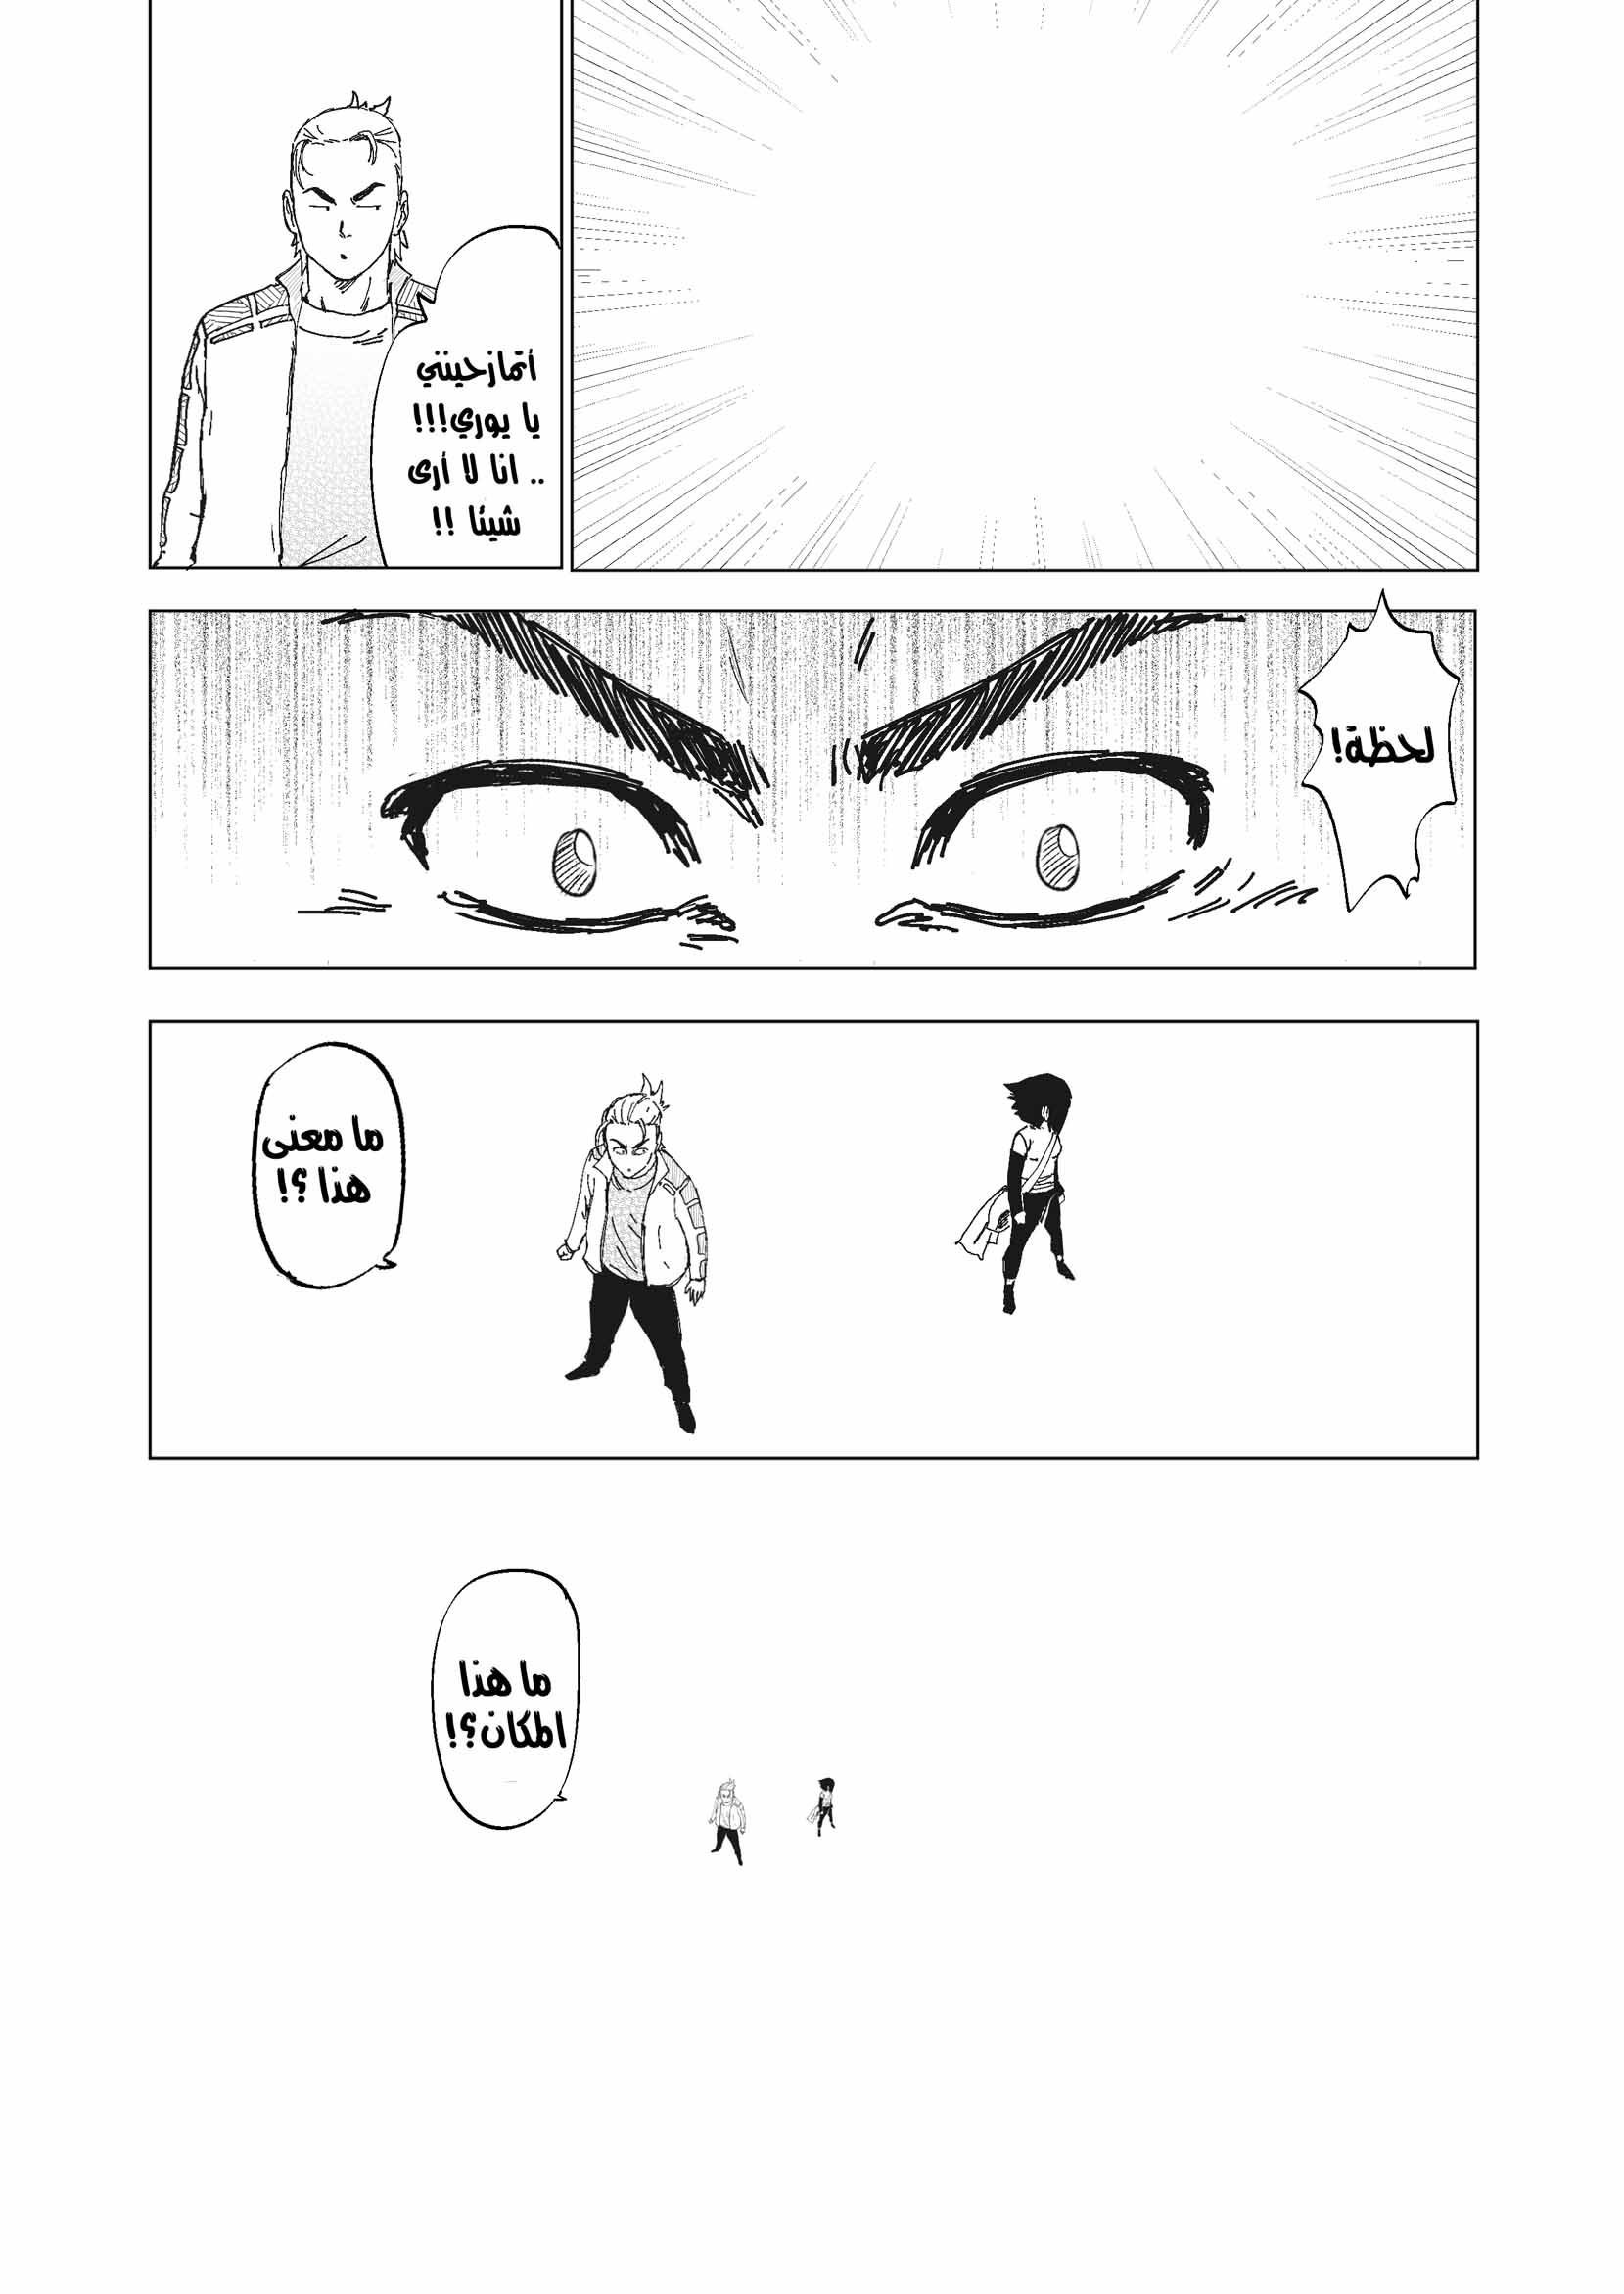 أتمازحينني
يا يوري!!!
.. انا لا أرى
شيئا !!
لحظة!
ما معنى
هذا ؟!
ما هذا
المكان؟!